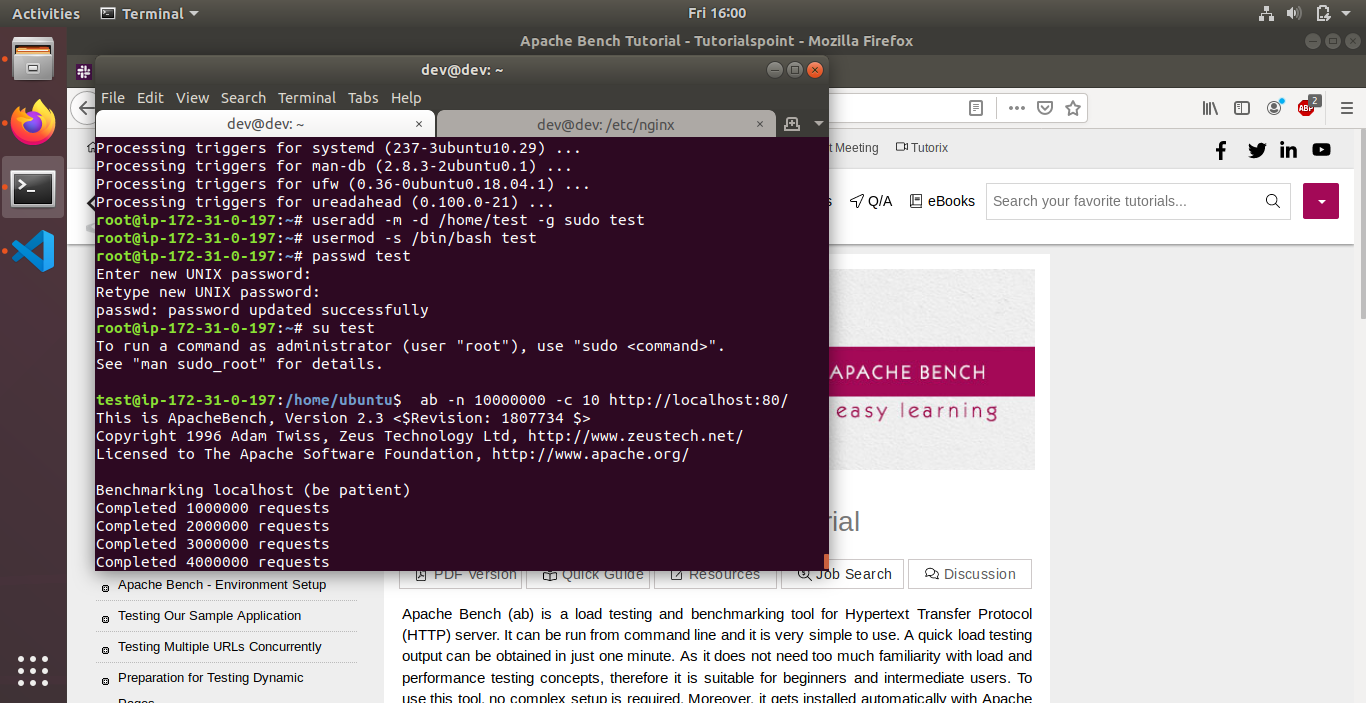 Activities Terminal Fri 16:00
Apache Bench Tutorial - Tutorialspoint - Mozilla Firefox
dev@dev: ~
File Edit View Search Terminal Tabs Help
dev@dev: ~ × dev@dev: /etc/nginx ×
ABP 2
Processing triggers for systemd (237-3ubuntu10.29) ...
Processing triggers for man-db (2.8.3-2ubuntu0.1) ...
Processing triggers for ufw (0.36-0ubuntu0.18.04.1) ...
Processing triggers for ureadahead (0.100.0-21) ...
root@ip-172-31-0-197:~# useradd -m -d /home/test -g sudo test
root@ip-172-31-0-197:~# usermod -s /bin/bash test
root@ip-172-31-0-197:~# passwd test
Enter new UNIX password:
Retype new UNIX password:
passwd: password updated successfully
root@ip-172-31-0-197:~# su test
To run a command as administrator (user "root"), use "sudo <command>".
See "man sudo_root" for details.
test@ip-172-31-0-197:/home/ubuntu$  ab -n 10000000 -c 10 http://localhost:80/
This is ApacheBench, Version 2.3 <$Revision: 1807734 $>
Copyright 1996 Adam Twiss, Zeus Technology Ltd, http://www.zeustech.net/
Licensed to The Apache Software Foundation, http://www.apache.org/
Benchmarking localhost (be patient)
Completed 1000000 requests
Completed 2000000 requests
Completed 3000000 requests
Completed 4000000 requests
t Meeting Tutorix
s Q/A eBooks Search your favorite tutorials...
APACHE BENCH
easy learning
rial
PDF Version Quick Guide Resources Job Search Discussion
Apache Bench - Environment Setup
Testing Our Sample Application
Testing Multiple URLs Concurrently
Preparation for Testing Dynamic
Pages
Apache Bench (ab) is a load testing and benchmarking tool for Hypertext Transfer Protocol
(HTTP) server. It can be run from command line and it is very simple to use. A quick load testing
output can be obtained in just one minute. As it does not need too much familiarity with load and
performance testing concepts, therefore it is suitable for beginners and intermediate users. To
use this tool, no complex setup is required. Moreover, it gets installed automatically with Apache